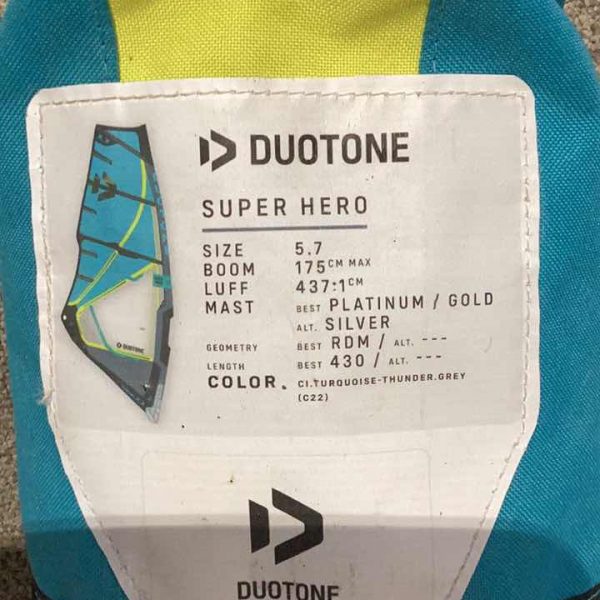 DUOTONE
SUPER HERO
SIZE 5.7
BOOM 175CM MAX
LUFF 437:1CM
MAST BEST PLATINUM / GOLD
ALT. SILVER
GEOMETRY BEST RDM / ALT. ---
LENGTH BEST 430 / ALT. ---
COLOR. C1.TURQUOISE-THUNDER.GREY
(C22)
DUOTONE
DUOTONE